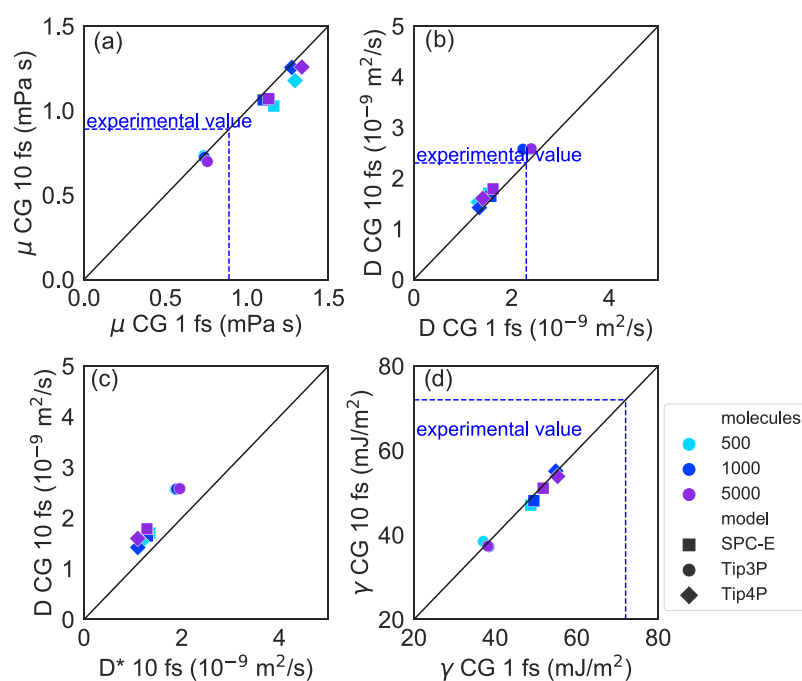 (a)
1.5
1.0
0.5
0.0
experimental value
μ CG 10 fs (mPa s)
0.0 0.5 1.0 1.5
μ CG 1 fs (mPa s)
(b)
5
4
3
2
1
0
experimental value
D CG 10 fs (10⁻⁹ m²/s)
0 2 4
D CG 1 fs (10⁻⁹ m²/s)
(c)
5
4
3
2
1
0
D CG 10 fs (10⁻⁹ m²/s)
0 2 4
D* 10 fs (10⁻⁹ m²/s)
(d)
80
60
40
20
experimental value
γ CG 10 fs (mJ/m²)
20 40 60 80
γ CG 1 fs (mJ/m²)
molecules
500
1000
5000
model
SPC-E
Tip3P
Tip4P